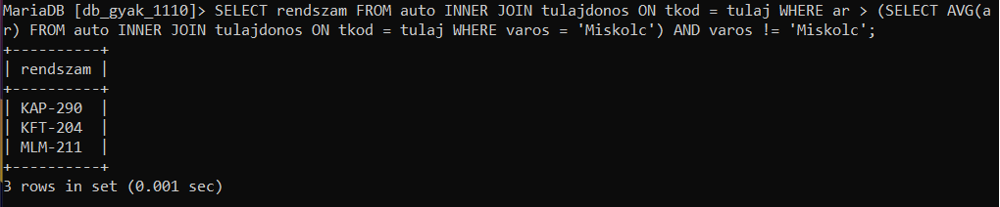 MariaDB [db_gyak_1110]> SELECT rendszam FROM auto INNER JOIN tulajdonos ON tkod = tulaj WHERE ar > (SELECT AVG(a
r) FROM auto INNER JOIN tulajdonos ON tkod = tulaj WHERE varos = 'Miskolc') AND varos != 'Miskolc';
+----------+
| rendszam |
+----------+
| KAP-290  |
| KFT-204  |
| MLM-211  |
+----------+
3 rows in set (0.001 sec)